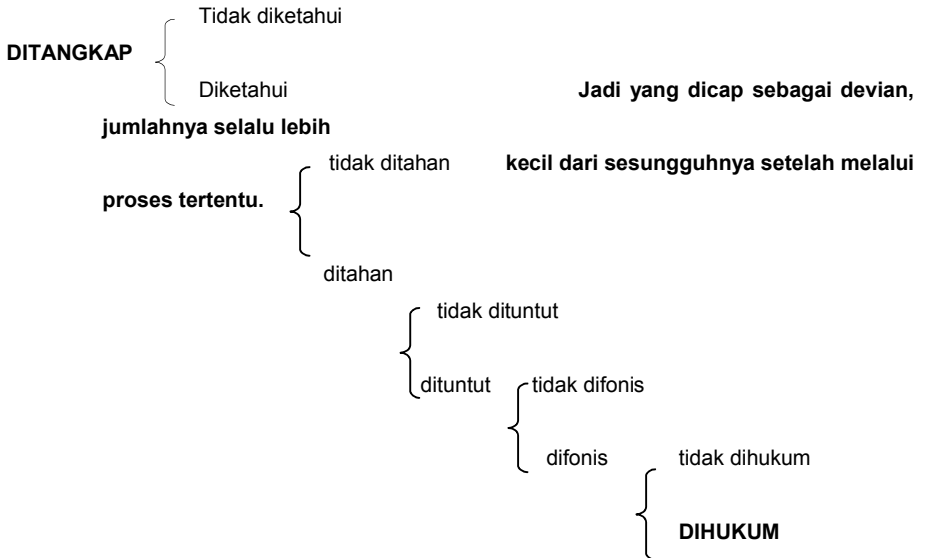 Tidak diketahui
DITANGKAP
Diketahui Jadi yang dicap sebagai devian,
jumlahnya selalu lebih
tidak ditahan kecil dari sesungguhnya setelah melalui
proses tertentu.
ditahan
tidak dituntut
dituntut tidak difonis
difonis tidak dihukum
DIHUKUM